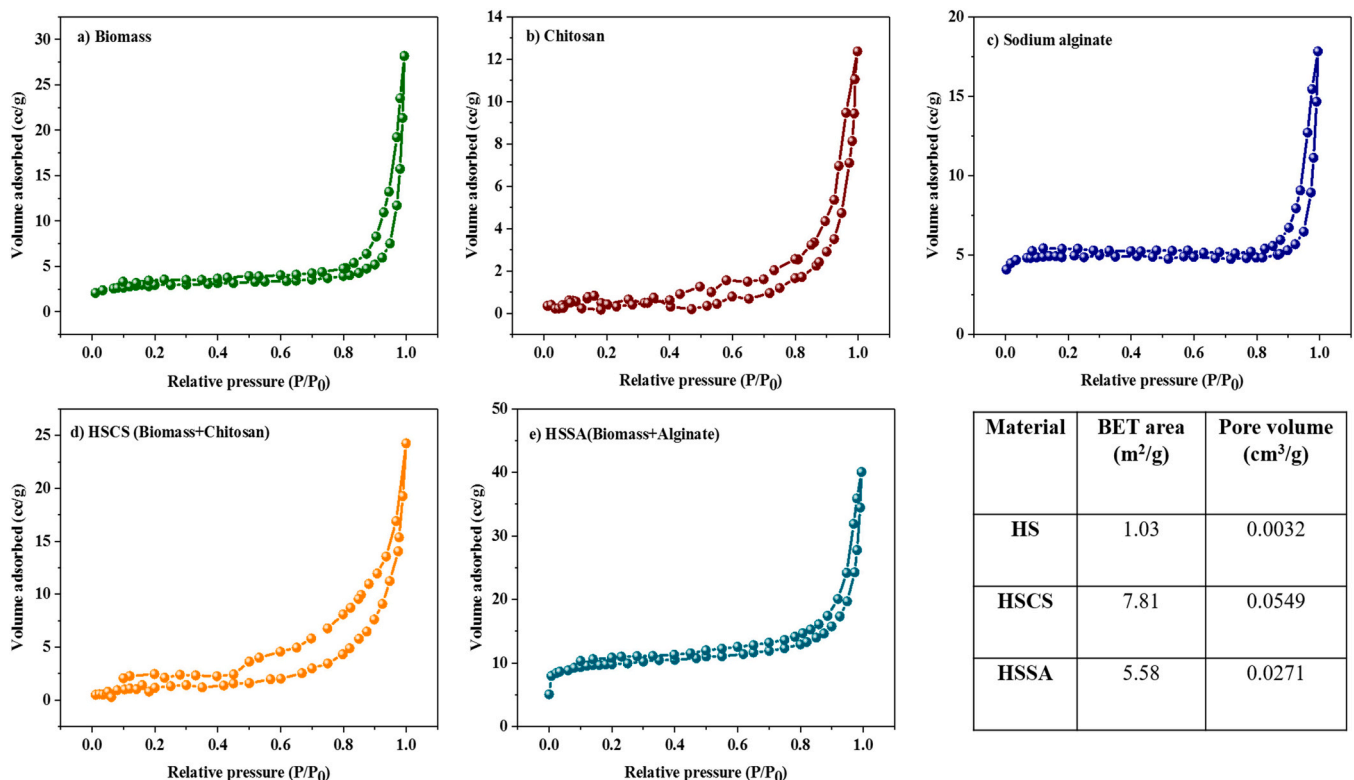 a) Biomass
Volume adsorbed (cc/g)
30
25
20
15
10
5
0
0.0 0.2 0.4 0.6 0.8 1.0
Relative pressure (P/P0)
b) Chitosan
Volume adsorbed (cc/g)
14
12
10
8
6
4
2
0
0.0 0.2 0.4 0.6 0.8 1.0
Relative pressure (P/P0)
c) Sodium alginate
Volume adsorbed (cc/g)
20
15
10
5
0
0.0 0.2 0.4 0.6 0.8 1.0
Relative pressure (P/P0)
d) HSCS (Biomass+Chitosan)
Volume adsorbed (cc/g)
25
20
15
10
5
0
0.0 0.2 0.4 0.6 0.8 1.0
Relative pressure (P/P0)
e) HSSA(Biomass+Alginate)
Volume adsorbed (cc/g)
50
40
30
20
10
0
0.0 0.2 0.4 0.6 0.8 1.0
Relative pressure (P/P0)
Material BET area Pore volume
(m²/g) (cm³/g)
HS 1.03 0.0032
HSCS 7.81 0.0549
HSSA 5.58 0.0271